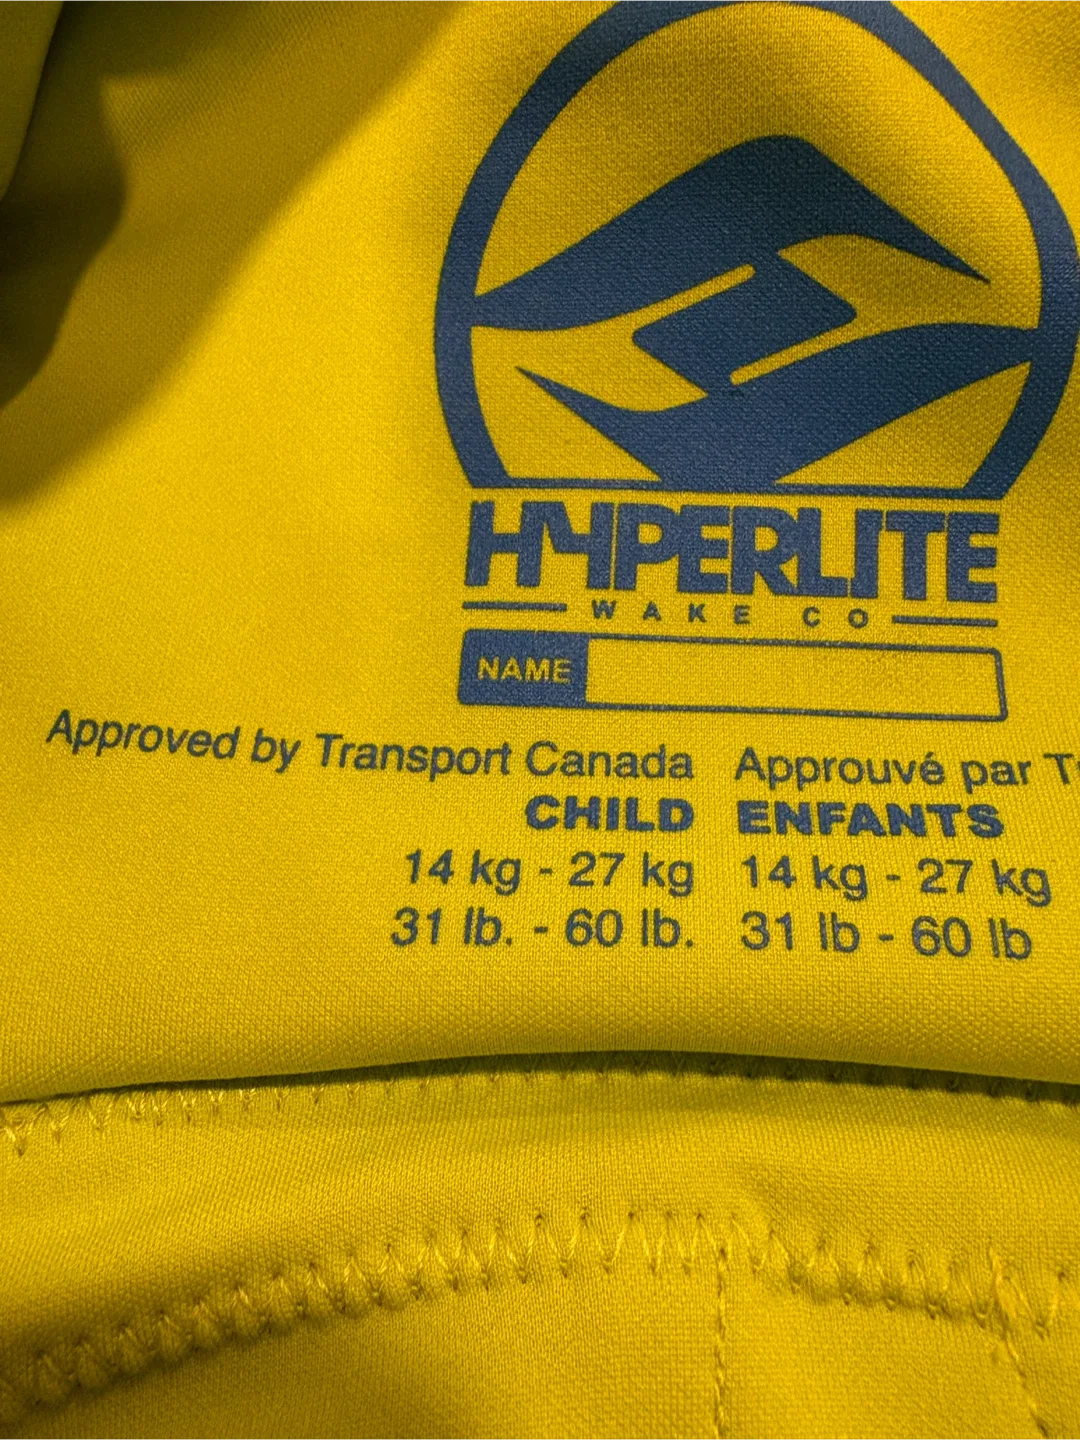 HYPERLITE
WAKE CO
NAME
Approved by Transport Canada
CHILD
14 kg - 27 kg
31 lb. - 60 lb.
Approuvé par
ENFANTS
14 kg - 27 kg
31 lb - 60 lb